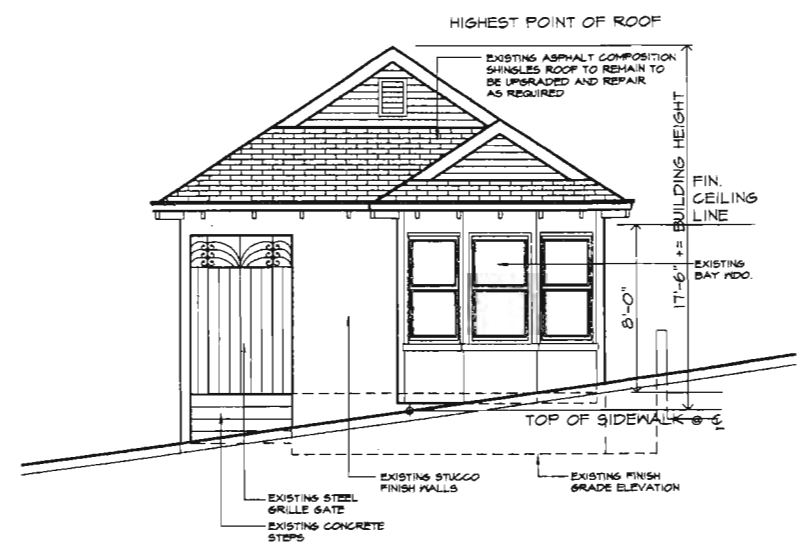 HIGHEST POINT OF ROOF
EXISTING ASPHALT COMPOSITION
SHINGLES ROOF TO REMAIN TO
BE UPGRADED AND REPAIR
AS REQUIRED
17'-6" += BUILDING HEIGHT
FIN.
CEILING
LINE
EXISTING
BAY WDO.
8'-0"
TOP OF SIDEWALK @ ℄
EXISTING STUCCO
FINISH WALLS
EXISTING FINISH
GRADE ELEVATION
EXISTING STEEL
GRILLE GATE
EXISTING CONCRETE
STEPS